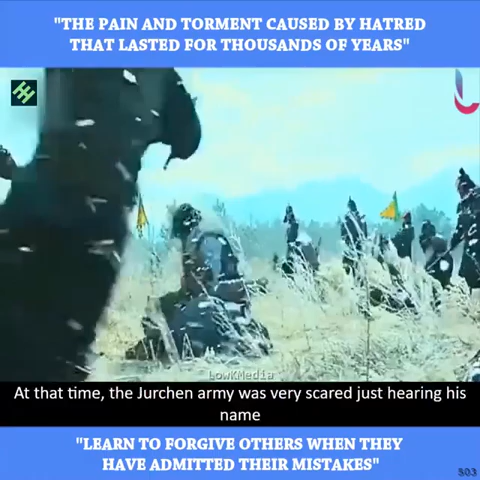 "THE PAIN AND TORMENT CAUSED BY HATRED
THAT LASTED FOR THOUSANDS OF YEARS"
LowKMedia
At that time, the Jurchen army was very scared just hearing his
name
"LEARN TO FORGIVE OTHERS WHEN THEY
HAVE ADMITTED THEIR MISTAKES"
503